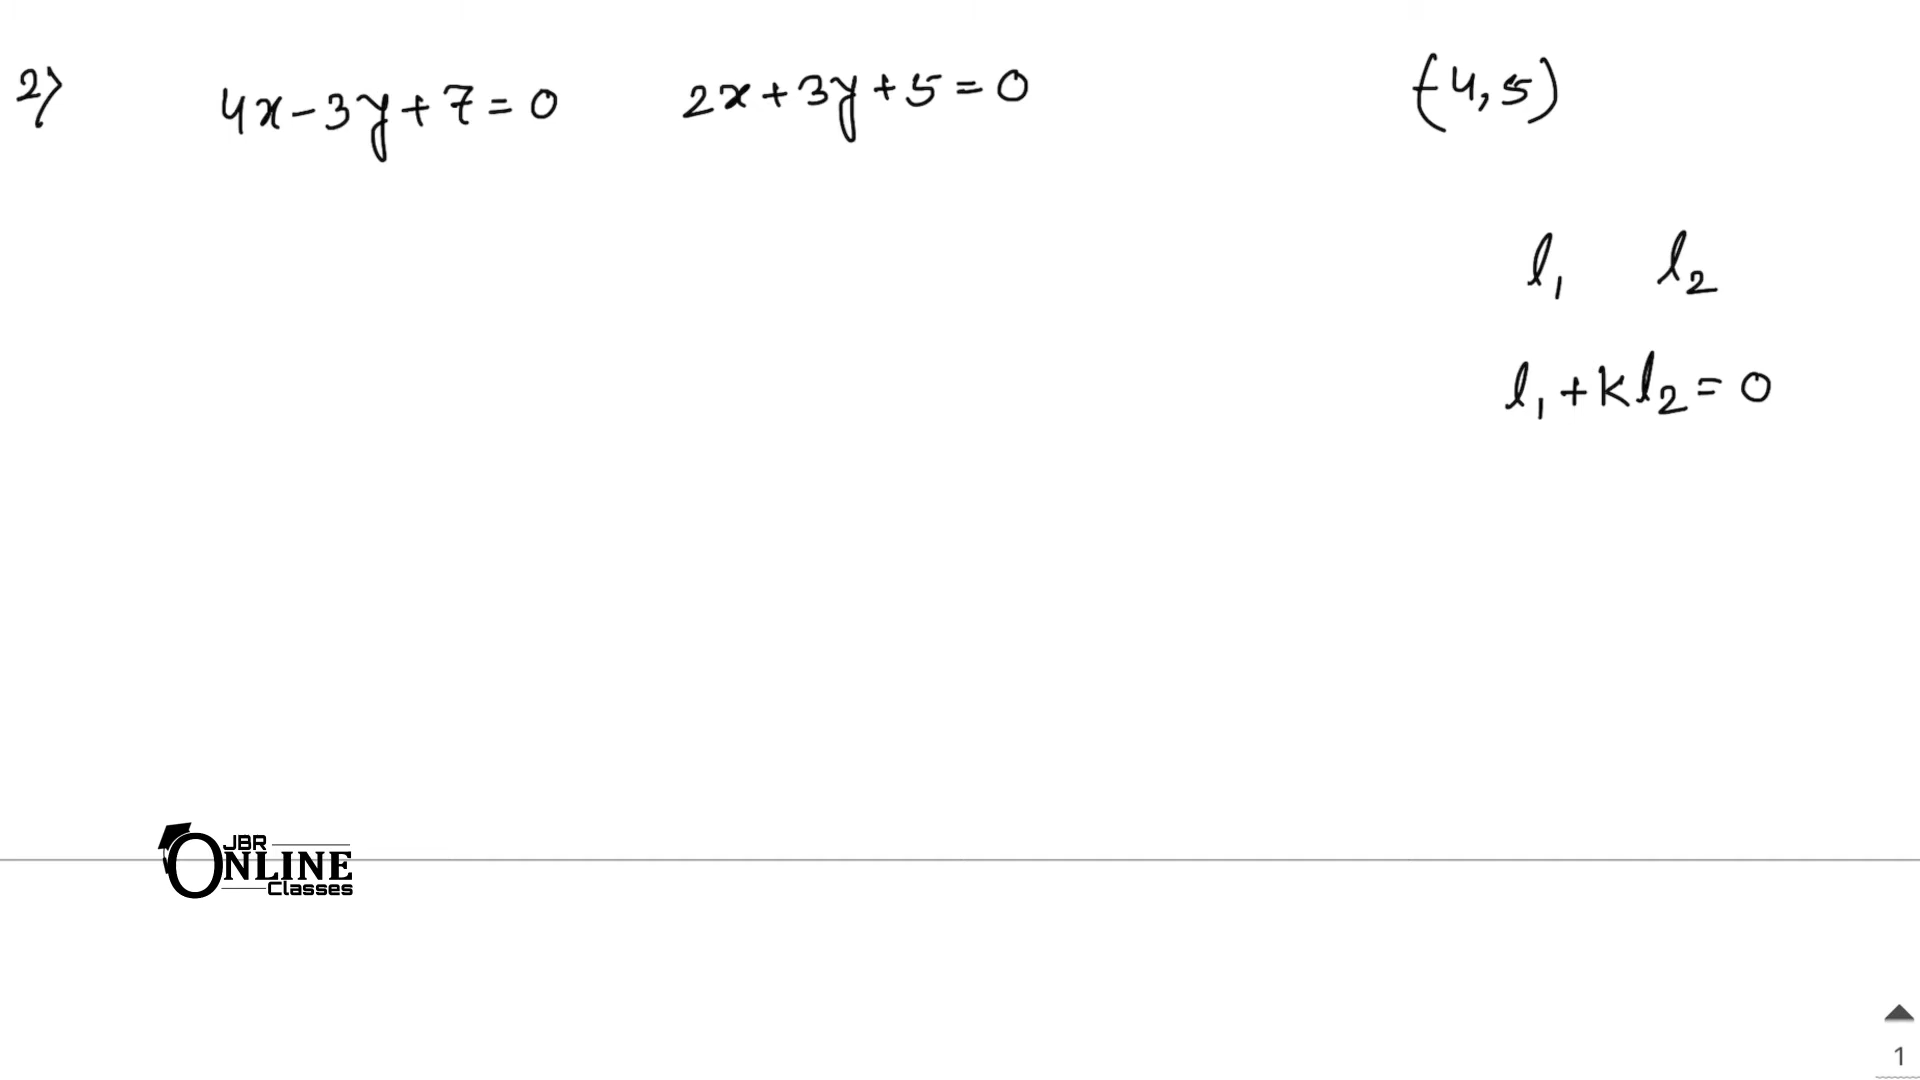 2) 4x-3y+7=0 2x+3y+5=0 (-4,5)
l₁ l₂
l₁+kl₂=0
JBR
ONLINE
Classes
1